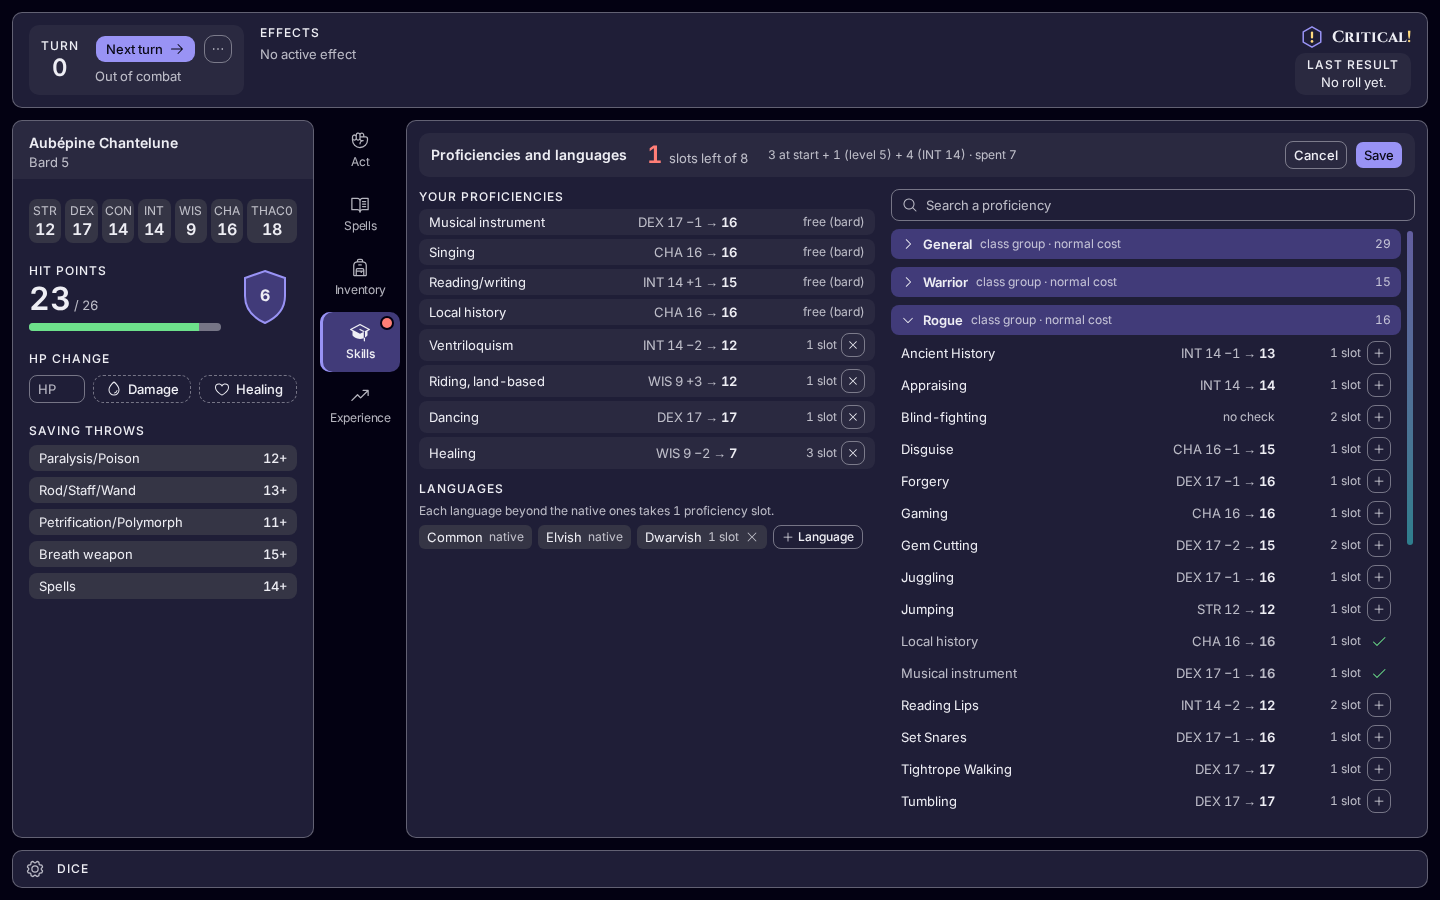 TURN
0
Next turn →
···
Out of combat
EFFECTS
No active effect
CRITICAL!
LAST RESULT
No roll yet.
Aubépine Chantelune
Bard 5
STR 12
DEX 17
CON 14
INT 14
WIS 9
CHA 16
THAC0 18
HIT POINTS
23 / 26
6
HP CHANGE
HP
Damage
Healing
SAVING THROWS
Paralysis/Poison 12+
Rod/Staff/Wand 13+
Petrification/Polymorph 11+
Breath weapon 15+
Spells 14+
Act
Spells
Inventory
Skills
Experience
Proficiencies and languages 1 slots left of 8 3 at start + 1 (level 5) + 4 (INT 14) · spent 7
Cancel
Save
YOUR PROFICIENCIES
Musical instrument DEX 17 −1 → 16 free (bard)
Singing CHA 16 → 16 free (bard)
Reading/writing INT 14 +1 → 15 free (bard)
Local history CHA 16 → 16 free (bard)
Ventriloquism INT 14 −2 → 12 1 slot
Riding, land-based WIS 9 +3 → 12 1 slot
Dancing DEX 17 → 17 1 slot
Healing WIS 9 −2 → 7 3 slot
LANGUAGES
Each language beyond the native ones takes 1 proficiency slot.
Common native
Elvish native
Dwarvish 1 slot
+ Language
Search a proficiency
General class group · normal cost 29
Warrior class group · normal cost 15
Rogue class group · normal cost 16
Ancient History INT 14 −1 → 13 1 slot
Appraising INT 14 → 14 1 slot
Blind-fighting no check 2 slot
Disguise CHA 16 −1 → 15 1 slot
Forgery DEX 17 −1 → 16 1 slot
Gaming CHA 16 → 16 1 slot
Gem Cutting DEX 17 −2 → 15 2 slot
Juggling DEX 17 −1 → 16 1 slot
Jumping STR 12 → 12 1 slot
Local history CHA 16 → 16 1 slot
Musical instrument DEX 17 −1 → 16 1 slot
Reading Lips INT 14 −2 → 12 2 slot
Set Snares DEX 17 −1 → 16 1 slot
Tightrope Walking DEX 17 → 17 1 slot
Tumbling DEX 17 → 17 1 slot
DICE